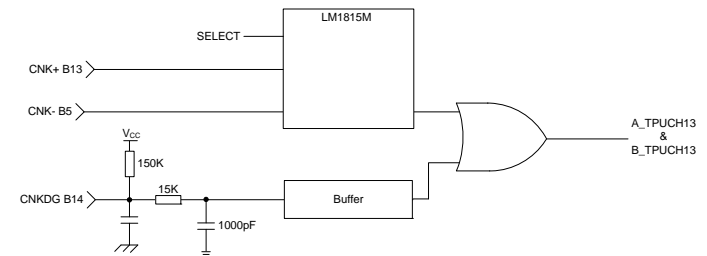 LM1815M
SELECT
CNK+ B13
CNK- B5
A_TPUCH13
&
B_TPUCH13
VCC
150K
CNKDG B14
15K
Buffer
1000pF